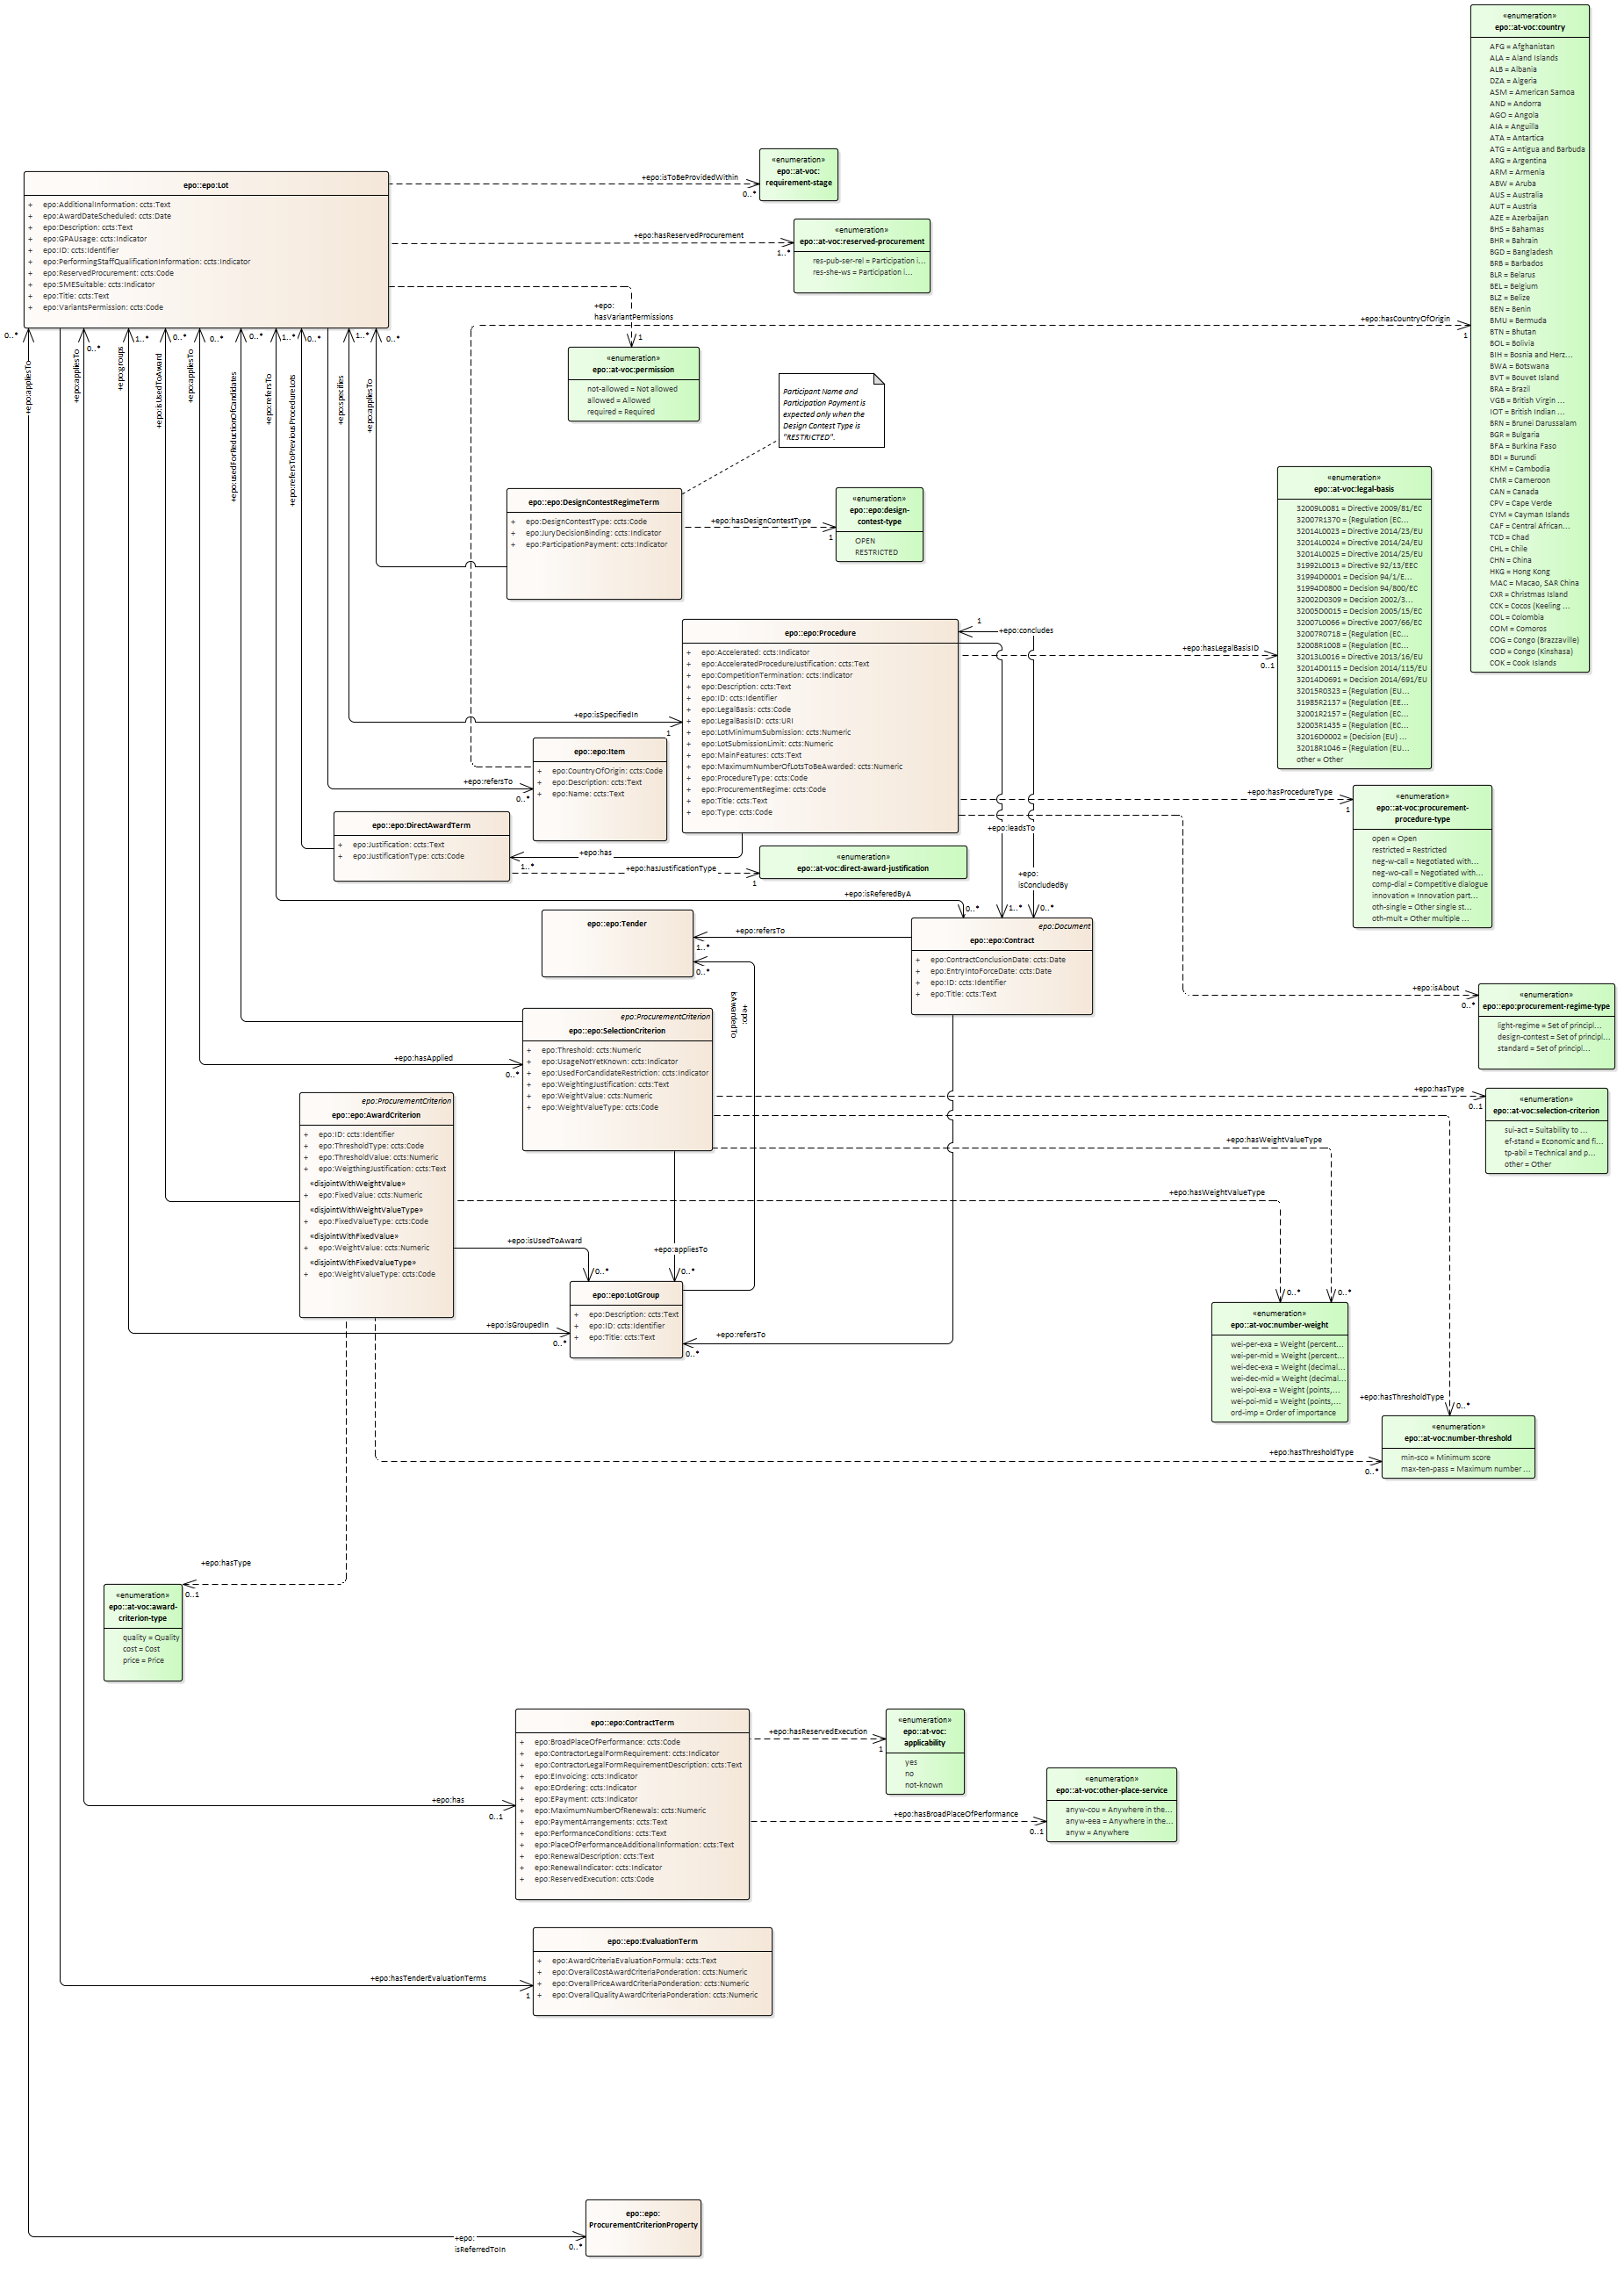 «enumeration»
epo::at-voc:country
AFG = Afghanistan
ALA = Aland Islands
ALB = Albania
DZA = Algeria
ASM = American Samoa
AND = Andorra
AGO = Angola
AIA = Anguilla
ATA = Antartica
ATG = Antigua and Barbuda
ARG = Argentina
ARM = Armenia
ABW = Aruba
AUS = Australia
AUT = Austria
AZE = Azerbaijan
BHS = Bahamas
BHR = Bahrain
BGD = Bangladesh
BRB = Barbados
BLR = Belarus
BEL = Belgium
BLZ = Belize
BEN = Benin
BMU = Bermuda
BTN = Bhutan
BOL = Bolivia
BIH = Bosnia and Herz...
BWA = Botswana
BVT = Bouvet Island
BRA = Brazil
VGB = British Virgin ...
IOT = British Indian ...
BRN = Brunei Darussalam
BGR = Bulgaria
BFA = Burkina Faso
BDI = Burundi
KHM = Cambodia
CMR = Cameroon
CAN = Canada
CPV = Cape Verde
CYM = Cayman Islands
CAF = Central African...
TCD = Chad
CHL = Chile
CHN = China
HKG = Hong Kong
MAC = Macao, SAR China
CXR = Christmas Island
CCK = Cocos (Keeling ...
COL = Colombia
COM = Comoros
COG = Congo (Brazzaville)
COD = Congo (Kinshasa)
COK = Cook Islands
epo::epo:Lot
+ epo:AdditionalInformation: ccts:Text
+ epo:AwardDateScheduled: ccts:Date
+ epo:Description: ccts:Text
+ epo:GPAUsage: ccts:Indicator
+ epo:ID: ccts:Identifier
+ epo:PerformingStaffQualificationInformation: ccts:Indicator
+ epo:ReservedProcurement: ccts:Code
+ epo:SMESuitable: ccts:Indicator
+ epo:Title: ccts:Text
+ epo:VariantsPermission: ccts:Code
+epo:isToBeProvidedWithin
0..*
«enumeration»
epo::at-voc:
requirement-stage
+epo:hasReservedProcurement
1..*
«enumeration»
epo::at-voc:reserved-procurement
res-pub-ser-rel = Participation i...
res-she-ws = Participation i...
+epo:
hasVariantPermissions
1
«enumeration»
epo::at-voc:permission
not-allowed = Not allowed
allowed = Allowed
required = Required
+epo:hasCountryOfOrigin
1
0..*
0..*
1..*
0..*
0..*
0..*
1..*
0..*
1..*
0..*
+epo:appliesTo
+epo:appliesTo
+epo:groups
+epo:isUsedToAward
+epo:appliesTo
+epo:usedForReductionOfCandidates
+epo:refersTo
+epo:refersToPreviousProcedureLots
+epo:specifies
+epo:appliesTo
Participant Name and
Participation Payment is
expected only when the
Design Contest Type is
"RESTRICTED".
epo::epo:DesignContestRegimeTerm
+ epo:DesignContestType: ccts:Code
+ epo:JuryDecisionBinding: ccts:Indicator
+ epo:ParticipationPayment: ccts:Indicator
+epo:hasDesignContestType
1
«enumeration»
epo::epo:design-
contest-type
OPEN
RESTRICTED
«enumeration»
epo::at-voc:legal-basis
32009L0081 = Directive 2009/81/EC
32007R1370 = (Regulation (EC...
32014L0023 = Directive 2014/23/EU
32014L0024 = Directive 2014/24/EU
32014L0025 = Directive 2014/25/EU
31992L0013 = Directive 92/13/EEC
31994D0001 = Decision 94/1/E...
31994D0800 = Decision 94/800/EC
32002D0309 = Decision 2002/3...
32005D0015 = Decision 2005/15/EC
32007L0066 = Directive 2007/66/EC
32007R0718 = (Regulation (EC...
32008R1008 = (Regulation (EC...
32013L0016 = Directive 2013/16/EU
32014D0115 = Decision 2014/115/EU
32014D0691 = Decision 2014/691/EU
32015R0323 = (Regulation (EU...
31985R2137 = (Regulation (EE...
32001R2157 = (Regulation (EC...
32003R1435 = (Regulation (EC...
32016D0002 = (Decision (EU) ...
32018R1046 = (Regulation (EU...
other = Other
epo::epo:Procedure
+ epo:Accelerated: ccts:Indicator
+ epo:AcceleratedProcedureJustification: ccts:Text
+ epo:CompetitionTermination: ccts:Indicator
+ epo:Description: ccts:Text
+ epo:ID: ccts:Identifier
+ epo:LegalBasis: ccts:Code
+ epo:LegalBasisID: ccts:URI
+ epo:LotMinimumSubmission: ccts:Numeric
+ epo:LotSubmissionLimit: ccts:Numeric
+ epo:MainFeatures: ccts:Text
+ epo:MaximumNumberOfLotsToBeAwarded: ccts:Numeric
+ epo:ProcedureType: ccts:Code
+ epo:ProcurementRegime: ccts:Code
+ epo:Title: ccts:Text
+ epo:Type: ccts:Code
1
+epo:concludes
+epo:hasLegalBasisID
0..1
+epo:isSpecifiedIn
1
epo::epo:Item
+ epo:CountryOfOrigin: ccts:Code
+ epo:Description: ccts:Text
+ epo:Name: ccts:Text
+epo:refersTo
0..*
epo::epo:DirectAwardTerm
+ epo:Justification: ccts:Text
+ epo:JustificationType: ccts:Code
+epo:has
1..*
+epo:hasJustificationType
1
«enumeration»
epo::at-voc:direct-award-justification
+epo:hasProcedureType
1
«enumeration»
epo::at-voc:procurement-
procedure-type
open = Open
restricted = Restricted
neg-w-call = Negotiated with...
neg-wo-call = Negotiated with...
comp-dial = Competitive dialogue
innovation = Innovation part...
oth-single = Other single st...
oth-mult = Other multiple ...
+epo:leadsTo
+epo:
isConcludedBy
+epo:isReferedByA
0..*
1..*
0..*
epo::epo:Tender
+epo:refersTo
1..*
0..*
epo:Document
epo::epo:Contract
+ epo:ContractConclusionDate: ccts:Date
+ epo:EntryIntoForceDate: ccts:Date
+ epo:ID: ccts:Identifier
+ epo:Title: ccts:Text
+epo:
isAwardedTo
+epo:isAbout
0..*
«enumeration»
epo::epo:procurement-regime-type
light-regime = Set of principl...
design-contest = Set of principl...
standard = Set of principl...
epo:ProcurementCriterion
epo::epo:SelectionCriterion
+ epo:Threshold: ccts:Numeric
+ epo:UsageNotYetKnown: ccts:Indicator
+ epo:UsedForCandidateRestriction: ccts:Indicator
+ epo:WeightingJustification: ccts:Text
+ epo:WeightValue: ccts:Numeric
+ epo:WeightValueType: ccts:Code
+epo:hasApplied
0..*
+epo:hasType
0..1
«enumeration»
epo::at-voc:selection-criterion
sui-act = Suitability to ...
ef-stand = Economic and fi...
tp-abil = Technical and p...
other = Other
epo:ProcurementCriterion
epo::epo:AwardCriterion
+ epo:ID: ccts:Identifier
+ epo:ThresholdType: ccts:Code
+ epo:ThresholdValue: ccts:Numeric
+ epo:WeigthingJustification: ccts:Text
«disjointWithWeightValue»
+ epo:FixedValue: ccts:Numeric
«disjointWithWeightValueType»
+ epo:FixedValueType: ccts:Code
«disjointWithFixedValue»
+ epo:WeightValue: ccts:Numeric
«disjointWithFixedValueType»
+ epo:WeightValueType: ccts:Code
+epo:hasWeightValueType
+epo:hasWeightValueType
+epo:isUsedToAward
0..*
+epo:appliesTo
0..*
epo::epo:LotGroup
+ epo:Description: ccts:Text
+ epo:ID: ccts:Identifier
+ epo:Title: ccts:Text
+epo:isGroupedIn
0..*
+epo:refersTo
0..*
0..*
0..*
«enumeration»
epo::at-voc:number-weight
wei-per-exa = Weight (percent...
wei-per-mid = Weight (percent...
wei-dec-exa = Weight (decimal...
wei-dec-mid = Weight (decimal...
wei-poi-exa = Weight (points,...
wei-poi-mid = Weight (points,...
ord-imp = Order of importance
+epo:hasThresholdType
0..*
+epo:hasThresholdType
0..*
«enumeration»
epo::at-voc:number-threshold
min-sco = Minimum score
max-ten-pass = Maximum number ...
+epo:hasType
0..1
«enumeration»
epo::at-voc:award-
criterion-type
quality = Quality
cost = Cost
price = Price
epo::epo:ContractTerm
+ epo:BroadPlaceOfPerformance: ccts:Code
+ epo:ContractorLegalFormRequirement: ccts:Indicator
+ epo:ContractorLegalFormRequirementDescription: ccts:Text
+ epo:EInvoicing: ccts:Indicator
+ epo:EOrdering: ccts:Indicator
+ epo:EPayment: ccts:Indicator
+ epo:MaximumNumberOfRenewals: ccts:Numeric
+ epo:PaymentArrangements: ccts:Text
+ epo:PerformanceConditions: ccts:Text
+ epo:PlaceOfPerformanceAdditionalInformation: ccts:Text
+ epo:RenewalDescription: ccts:Text
+ epo:RenewalIndicator: ccts:Indicator
+ epo:ReservedExecution: ccts:Code
+epo:has
0..1
+epo:hasReservedExecution
1
«enumeration»
epo::at-voc:
applicability
yes
no
not-known
+epo:hasBroadPlaceOfPerformance
0..1
«enumeration»
epo::at-voc:other-place-service
anyw-cou = Anywhere in the...
anyw-eea = Anywhere in the...
anyw = Anywhere
epo::epo:EvaluationTerm
+ epo:AwardCriteriaEvaluationFormula: ccts:Text
+ epo:OverallCostAwardCriteriaPonderation: ccts:Numeric
+ epo:OverallPriceAwardCriteriaPonderation: ccts:Numeric
+ epo:OverallQualityAwardCriteriaPonderation: ccts:Numeric
+epo:hasTenderEvaluationTerms
1
epo::epo:
ProcurementCriterionProperty
+epo:
isReferredToIn
0..*